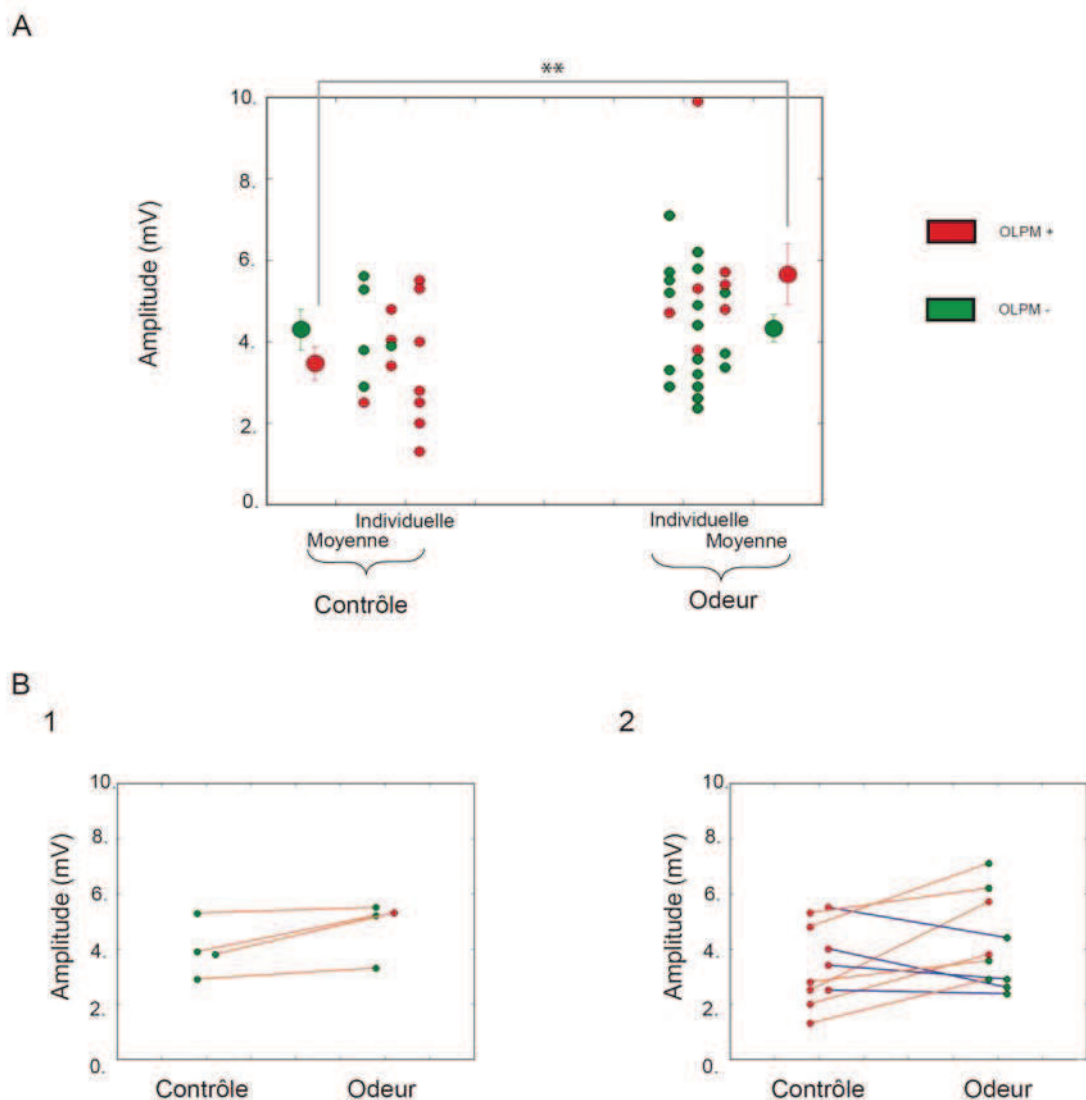 A
**
10.
8.
6.
4.
2.
0.
Amplitude (mV)
OLPM +
OLPM -
Individuelle
Moyenne
Contrôle
Individuelle
Moyenne
Odeur
B
1
10.
8.
6.
4.
2.
0.
Amplitude (mV)
Contrôle
Odeur
2
10.
8.
6.
4.
2.
0.
Amplitude (mV)
Contrôle
Odeur